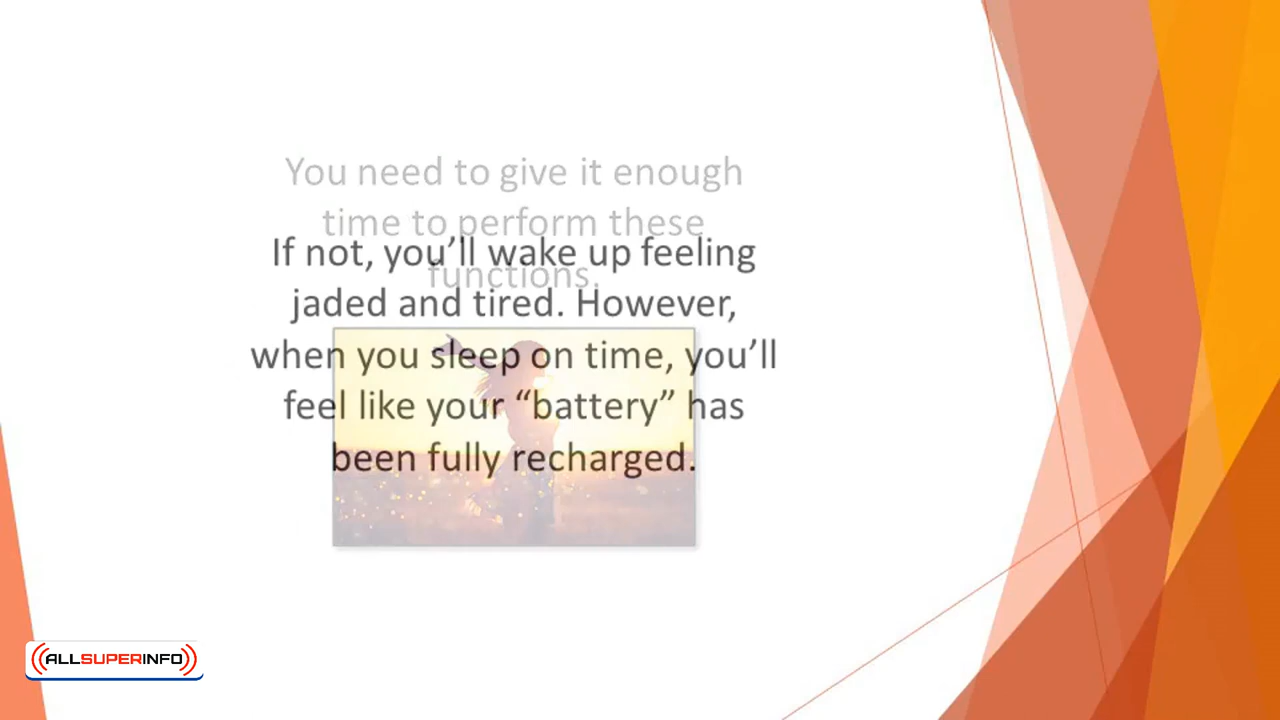 You need to give it enough
time to perform these
functions.
If not, you’ll wake up feeling
jaded and tired. However,
when you sleep on time, you’ll
feel like your “battery” has
been fully recharged.
ALLSUPERINFO